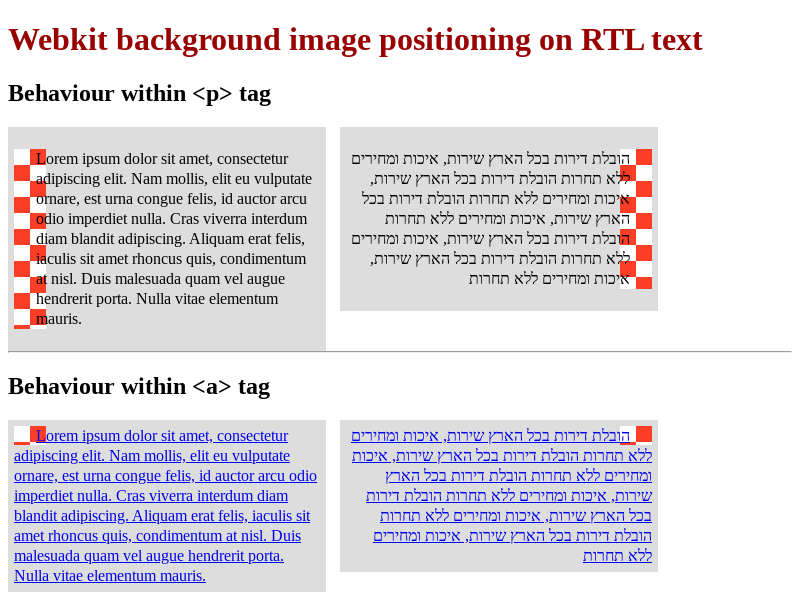 Webkit background image positioning on RTL text
Behaviour within <p> tag
Lorem ipsum dolor sit amet, consectetur
adipiscing elit. Nam mollis, elit eu vulputate
ornare, est urna congue felis, id auctor arcu
odio imperdiet nulla. Cras viverra interdum
diam blandit adipiscing. Aliquam erat felis,
iaculis sit amet rhoncus quis, condimentum
at nisl. Duis malesuada quam vel augue
hendrerit porta. Nulla vitae elementum
mauris.
הובלת דירות בכל הארץ שירות, איכות ומחירים
ללא תחרות הובלת דירות בכל הארץ שירות,
איכות ומחירים ללא תחרות הובלת דירות בכל
הארץ שירות, איכות ומחירים ללא תחרות
הובלת דירות בכל הארץ שירות, איכות ומחירים
ללא תחרות הובלת דירות בכל הארץ שירות,
איכות ומחירים ללא תחרות
Behaviour within <a> tag
Lorem ipsum dolor sit amet, consectetur
adipiscing elit. Nam mollis, elit eu vulputate
ornare, est urna congue felis, id auctor arcu odio
imperdiet nulla. Cras viverra interdum diam
blandit adipiscing. Aliquam erat felis, iaculis sit
amet rhoncus quis, condimentum at nisl. Duis
malesuada quam vel augue hendrerit porta.
Nulla vitae elementum mauris.
הובלת דירות בכל הארץ שירות, איכות ומחירים
ללא תחרות הובלת דירות בכל הארץ שירות, איכות
ומחירים ללא תחרות הובלת דירות בכל הארץ
שירות, איכות ומחירים ללא תחרות הובלת דירות
בכל הארץ שירות, איכות ומחירים ללא תחרות
הובלת דירות בכל הארץ שירות, איכות ומחירים
ללא תחרות